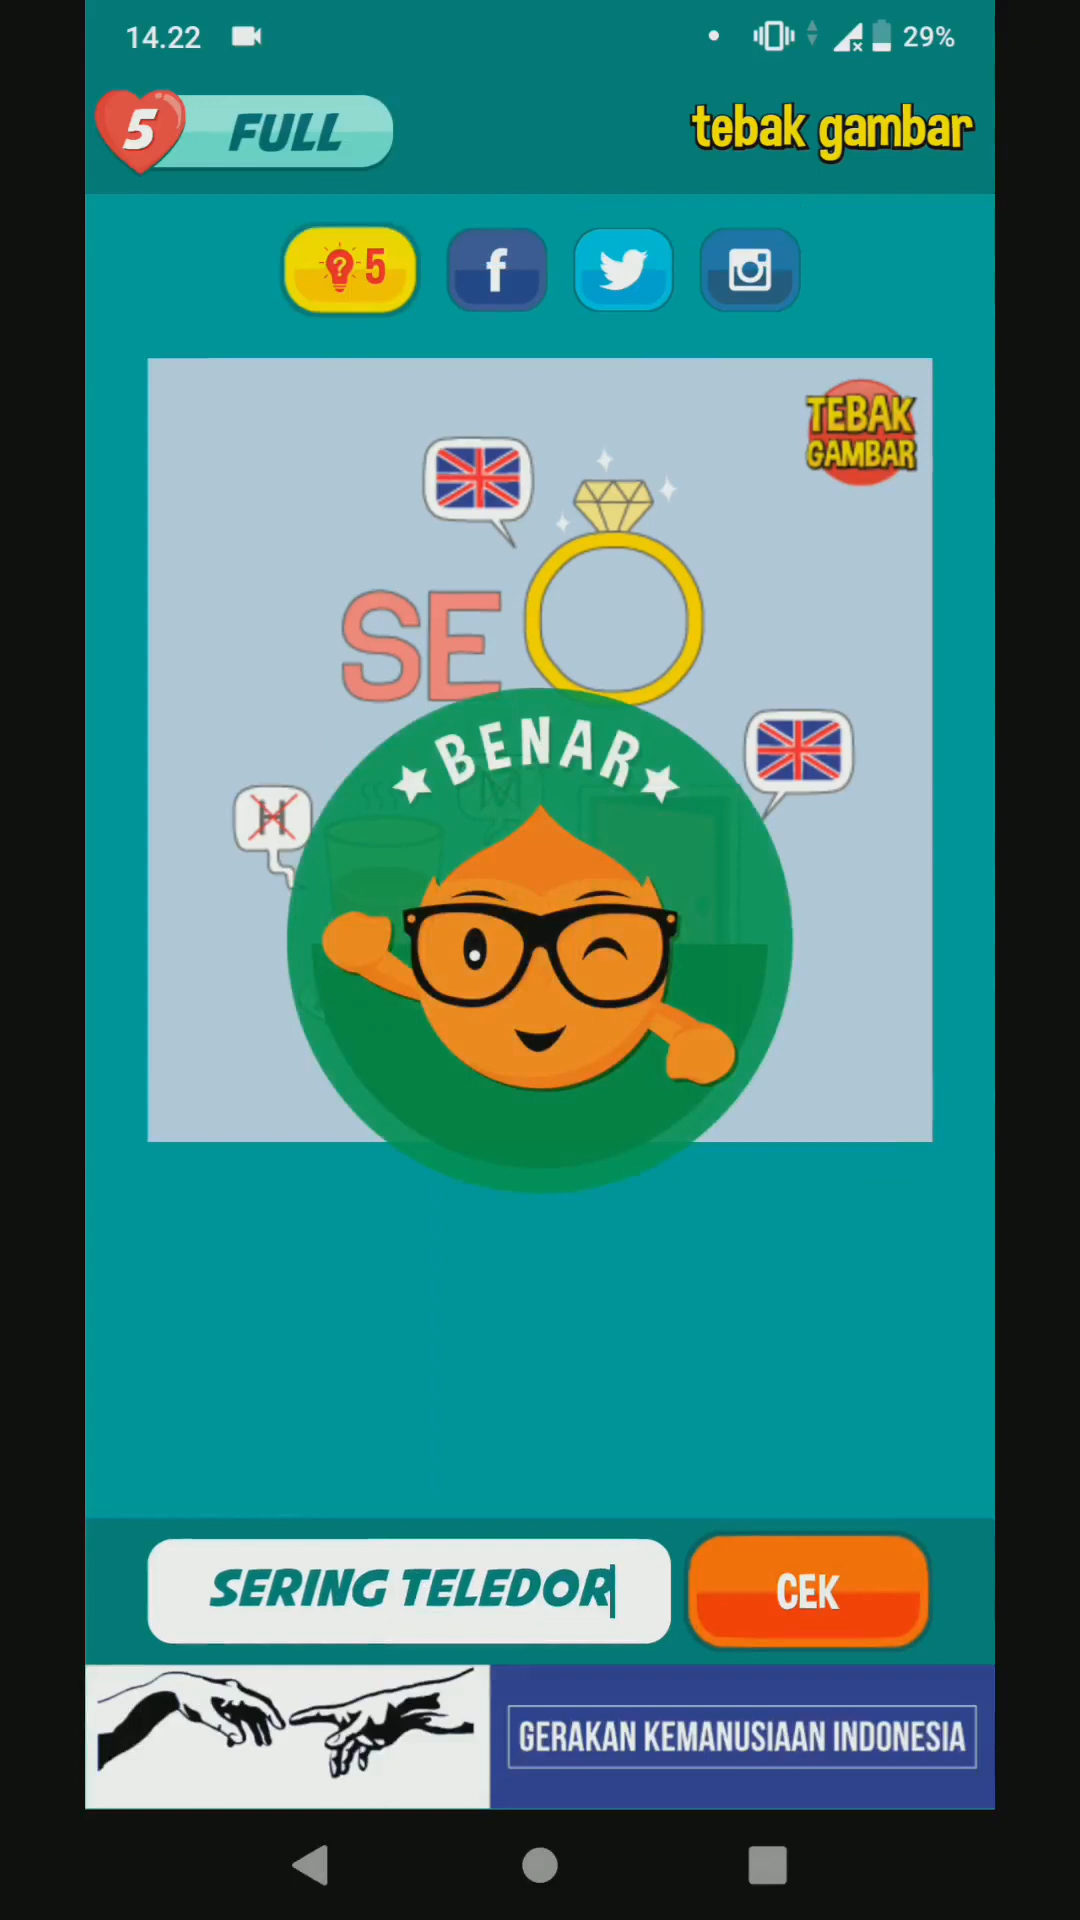 14.22
29%
5 FULL
tebak gambar
? 5
f
TEBAK
GAMBAR
SE
BENAR
H
M
SERING TELEDOR
CEK
GERAKAN KEMANUSIAAN INDONESIA